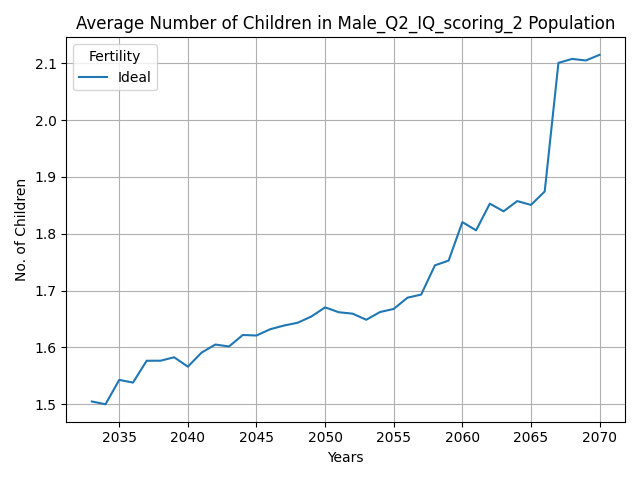 Average Number of Children in Male_Q2_IQ_scoring_2 Population
Fertility
Ideal
No. of Children
2.1
2.0
1.9
1.8
1.7
1.6
1.5
2035 2040 2045 2050 2055 2060 2065 2070
Years